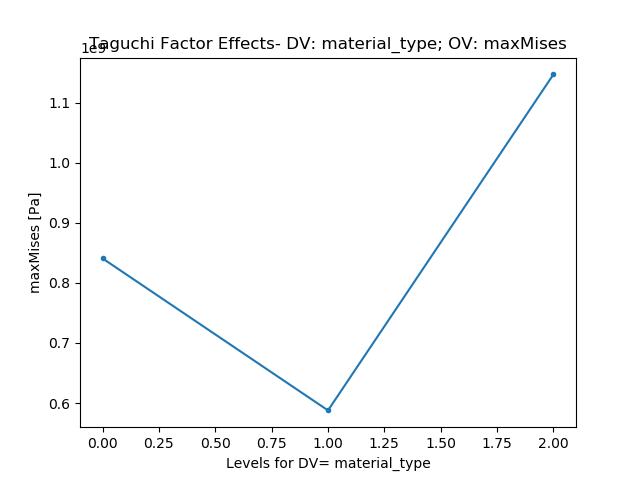 Taguchi Factor Effects- DV: material_type; OV: maxMises
1e9
1.1
1.0
0.9
0.8
0.7
0.6
maxMises [Pa]
0.00 0.25 0.50 0.75 1.00 1.25 1.50 1.75 2.00
Levels for DV= material_type